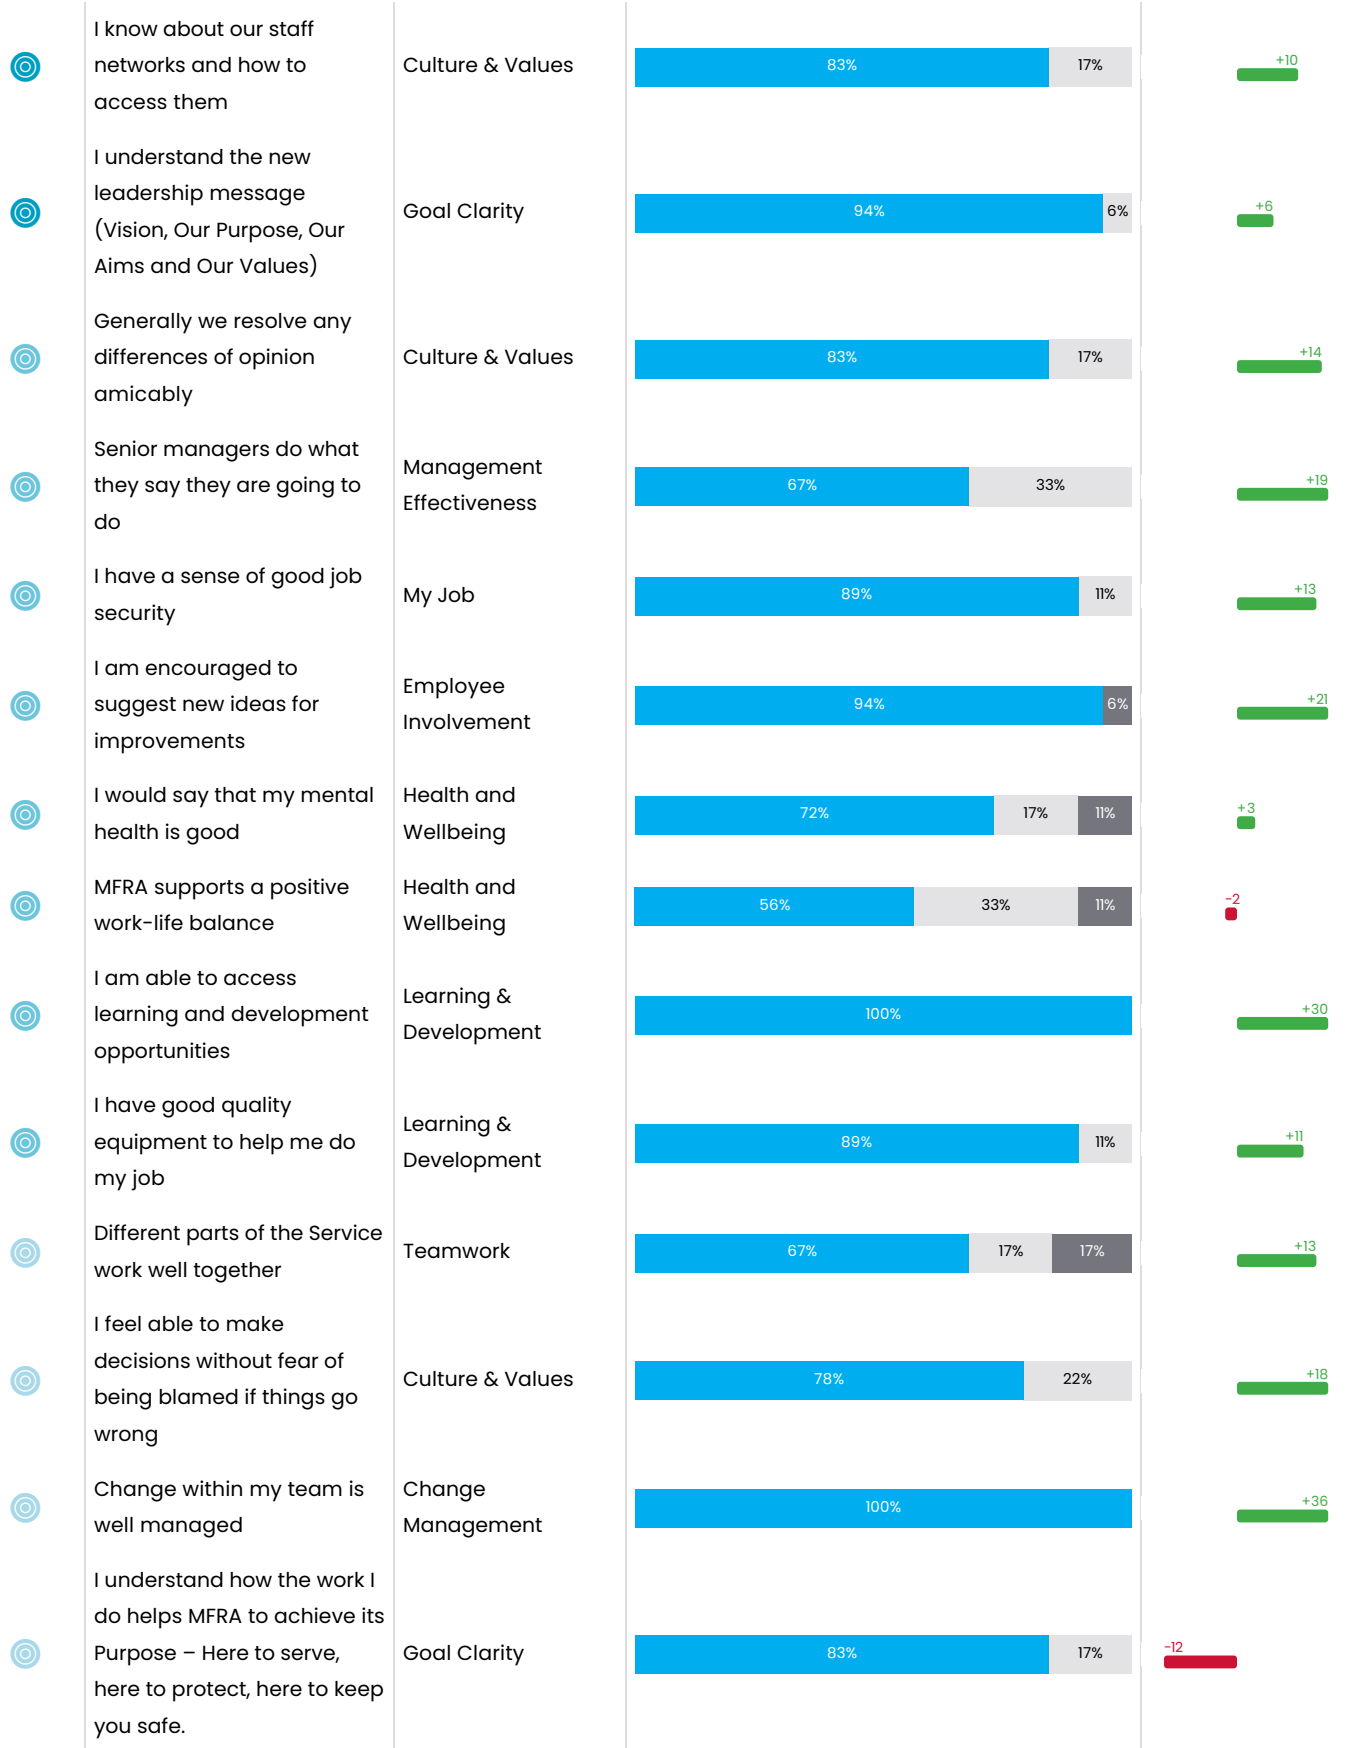 I know about our staff
networks and how to
access them
Culture & Values
83%
17%
+10
I understand the new
leadership message
(Vision, Our Purpose, Our
Aims and Our Values)
Goal Clarity
94%
6%
+6
Generally we resolve any
differences of opinion
amicably
Culture & Values
83%
17%
+14
Senior managers do what
they say they are going to
do
Management
Effectiveness
67%
33%
+19
I have a sense of good job
security
My Job
89%
11%
+13
I am encouraged to
suggest new ideas for
improvements
Employee
Involvement
94%
6%
+21
I would say that my mental
health is good
Health and
Wellbeing
72%
17%
11%
+3
MFRA supports a positive
work-life balance
Health and
Wellbeing
56%
33%
11%
-2
I am able to access
learning and development
opportunities
Learning &
Development
100%
+30
I have good quality
equipment to help me do
my job
Learning &
Development
89%
11%
+11
Different parts of the Service
work well together
Teamwork
67%
17%
17%
+13
I feel able to make
decisions without fear of
being blamed if things go
wrong
Culture & Values
78%
22%
+18
Change within my team is
well managed
Change
Management
100%
+36
I understand how the work I
do helps MFRA to achieve its
Purpose – Here to serve,
here to protect, here to keep
you safe.
Goal Clarity
83%
17%
-12